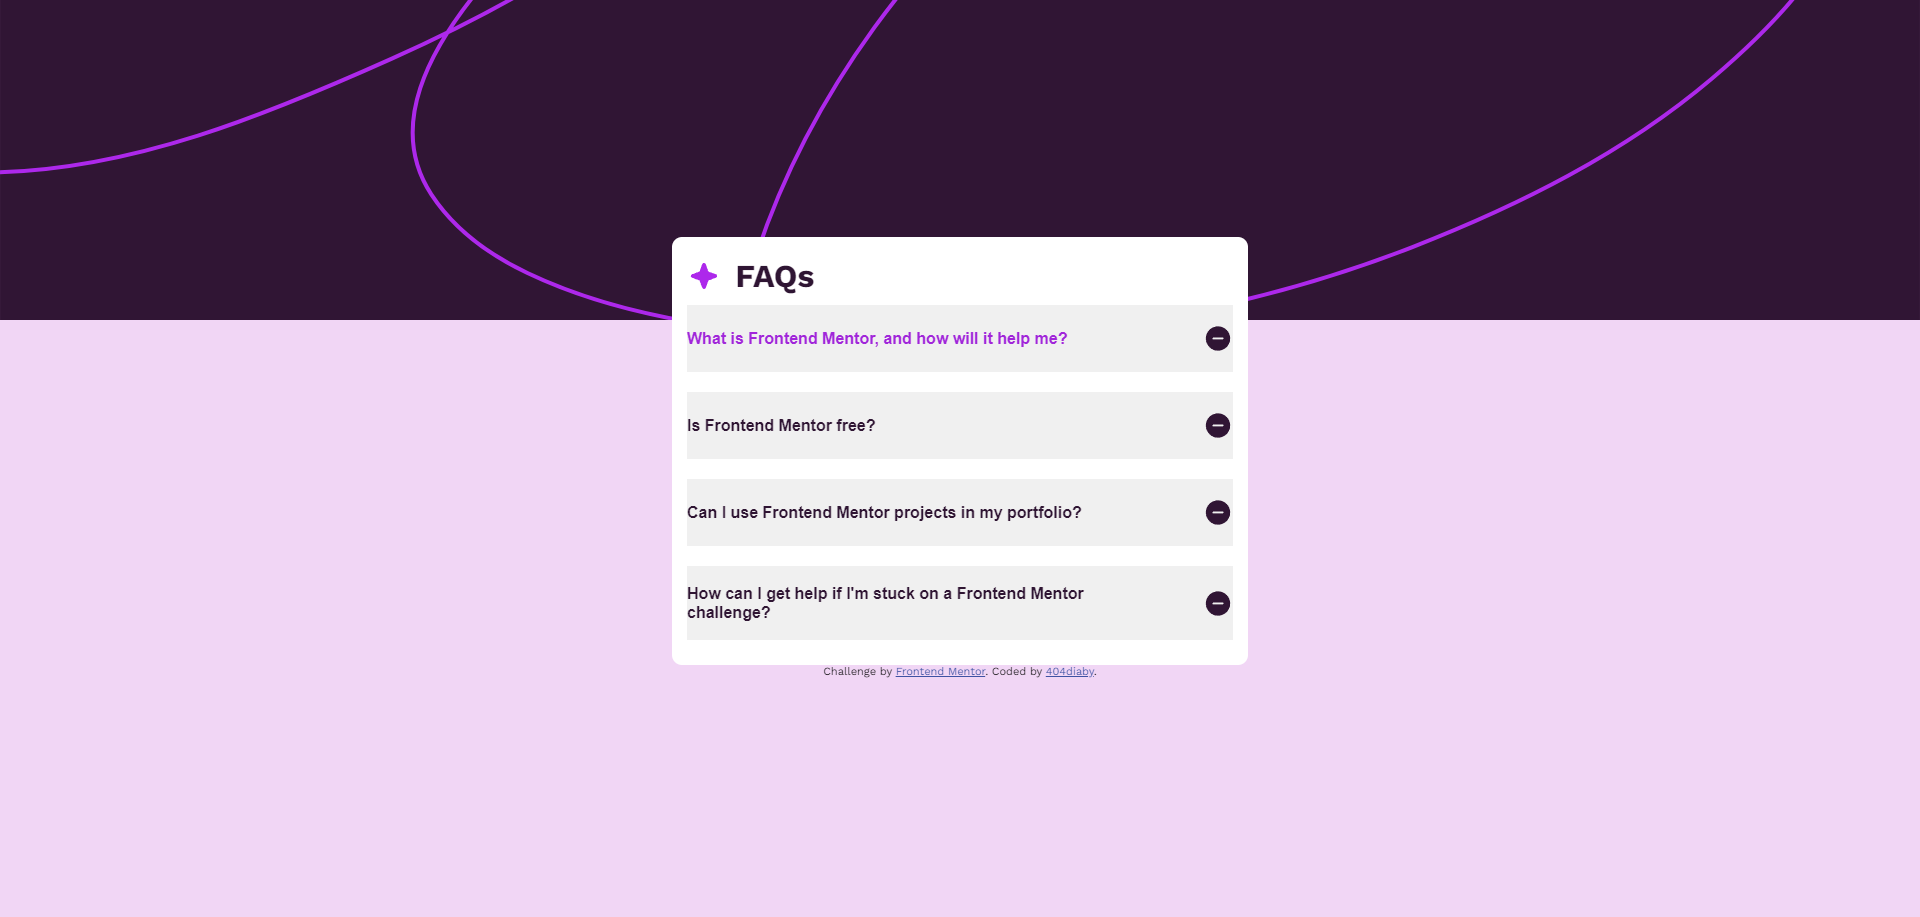 FAQs
What is Frontend Mentor, and how will it help me?
Is Frontend Mentor free?
Can I use Frontend Mentor projects in my portfolio?
How can I get help if I'm stuck on a Frontend Mentor
challenge?
Challenge by Frontend Mentor. Coded by 404diaby.